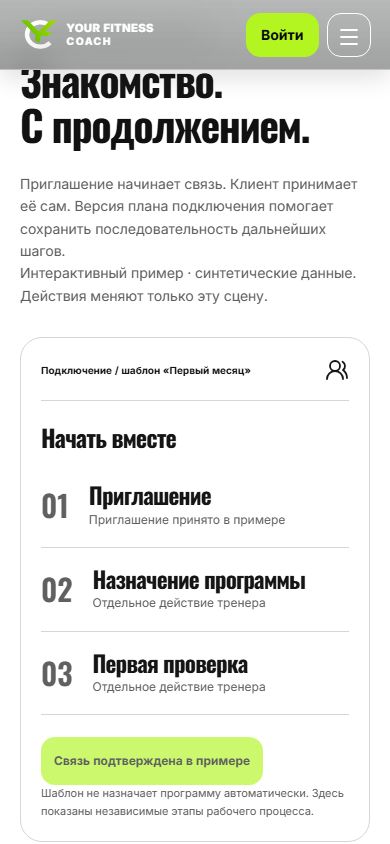 YOUR FITNESS
COACH
Войти
Знакомство.
С продолжением.
Приглашение начинает связь. Клиент принимает
её сам. Версия плана подключения помогает
сохранить последовательность дальнейших
шагов.
Интерактивный пример · синтетические данные.
Действия меняют только эту сцену.
Подключение / шаблон «Первый месяц»
Начать вместе
01 Приглашение
Приглашение принято в примере
02 Назначение программы
Отдельное действие тренера
03 Первая проверка
Отдельное действие тренера
Связь подтверждена в примере
Шаблон не назначает программу автоматически. Здесь
показаны независимые этапы рабочего процесса.